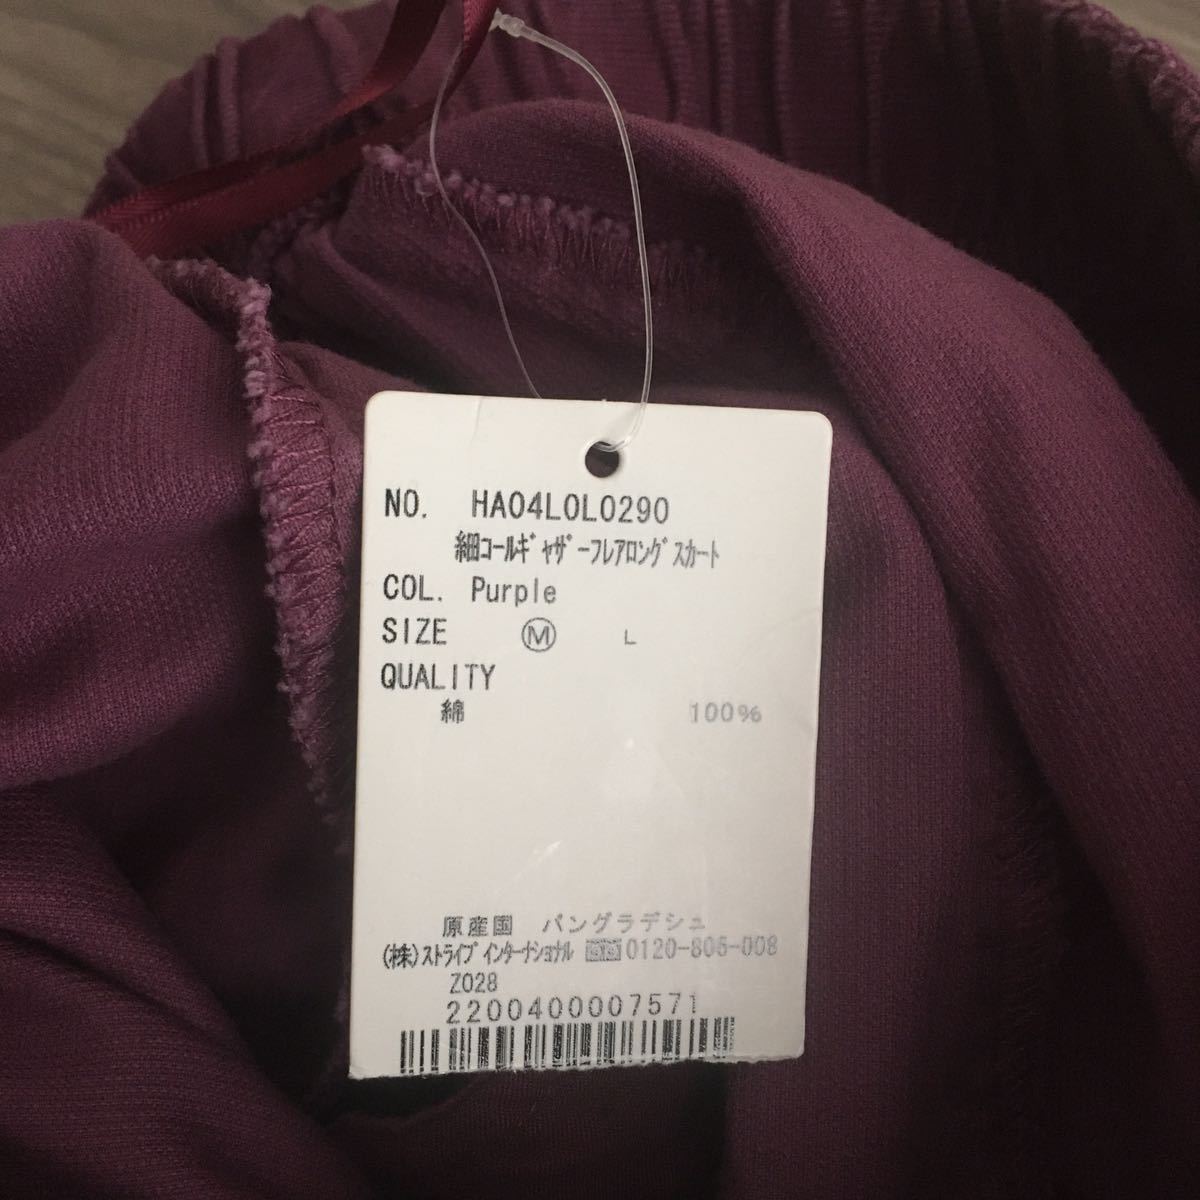 NO. HA04L0L0290
細ｺｰﾙｷﾞｬｻﾞｰﾌﾚｱﾛﾝｸﾞｽｶｰﾄ
COL. Purple
SIZE Ⓜ L
QUALITY
綿 100%
原産国 バングラデシュ
(株)ｽﾄﾗｲﾌﾟｲﾝﾀｰﾅｼｮﾅﾙ 0120-806-008
Z028
2200400007571